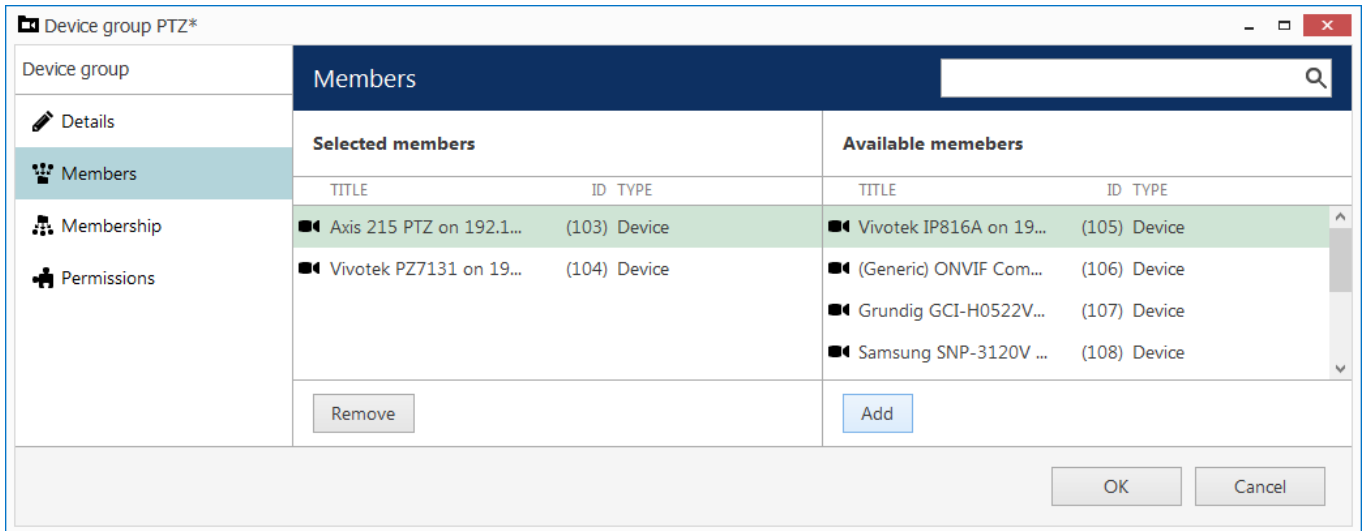 Device group PTZ*
Device group
Details
Members
Membership
Permissions
Members
Selected members
TITLE ID TYPE
Axis 215 PTZ on 192.1... (103) Device
Vivotek PZ7131 on 19... (104) Device
Remove
Available memebers
TITLE ID TYPE
Vivotek IP816A on 19... (105) Device
(Generic) ONVIF Com... (106) Device
Grundig GCI-H0522V... (107) Device
Samsung SNP-3120V ... (108) Device
Add
OK Cancel